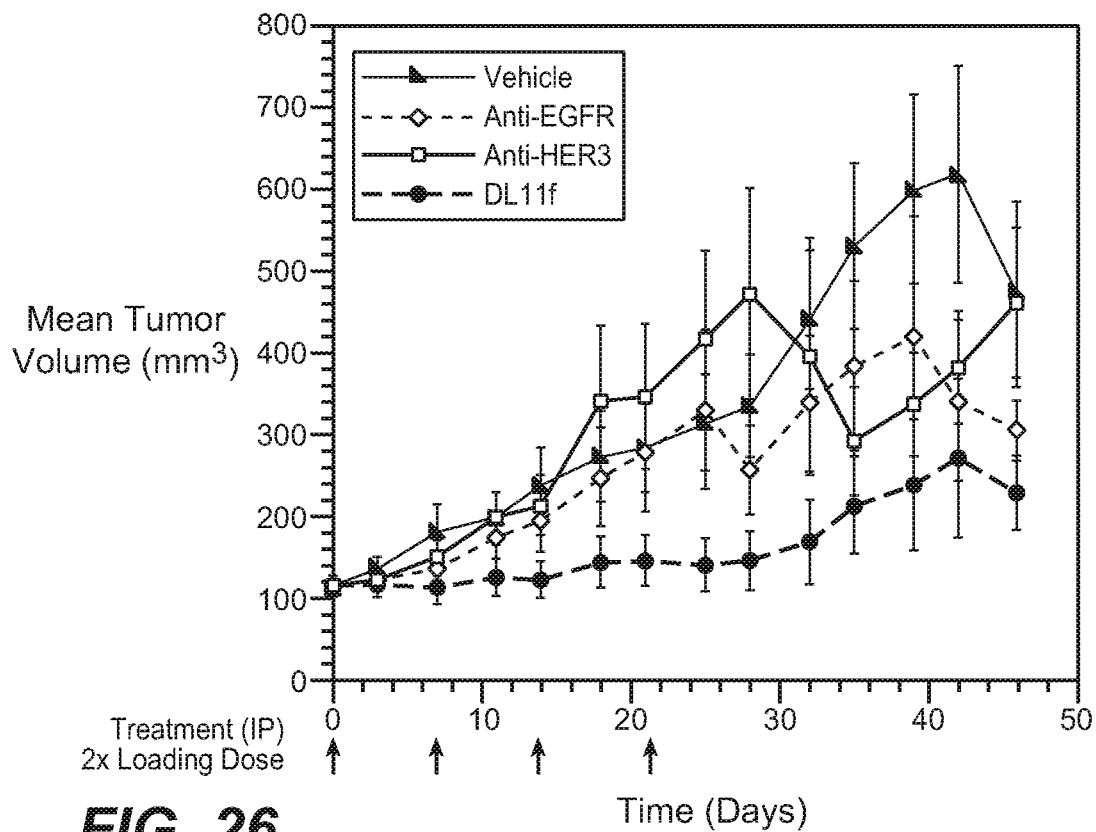 800
700
600
500
400
300
200
100
0
Mean Tumor
Volume (mm³)
Vehicle
Anti-EGFR
Anti-HER3
DL11f
0 10 20 30 40 50
Treatment (IP)
2x Loading Dose
Time (Days)
FIG. 26